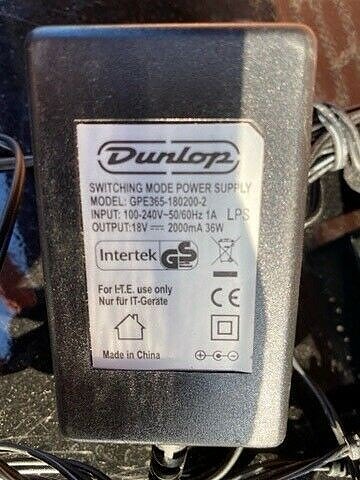 Dunlop
SWITCHING MODE POWER SUPPLY
MODEL: GPE365-180200-2
INPUT: 100-240V~50/60Hz 1A LPS
OUTPUT:18V ⎓ 2000mA 36W
Intertek GS
For I.T.E. use only
Nur für IT-Geräte
CE
Made in China